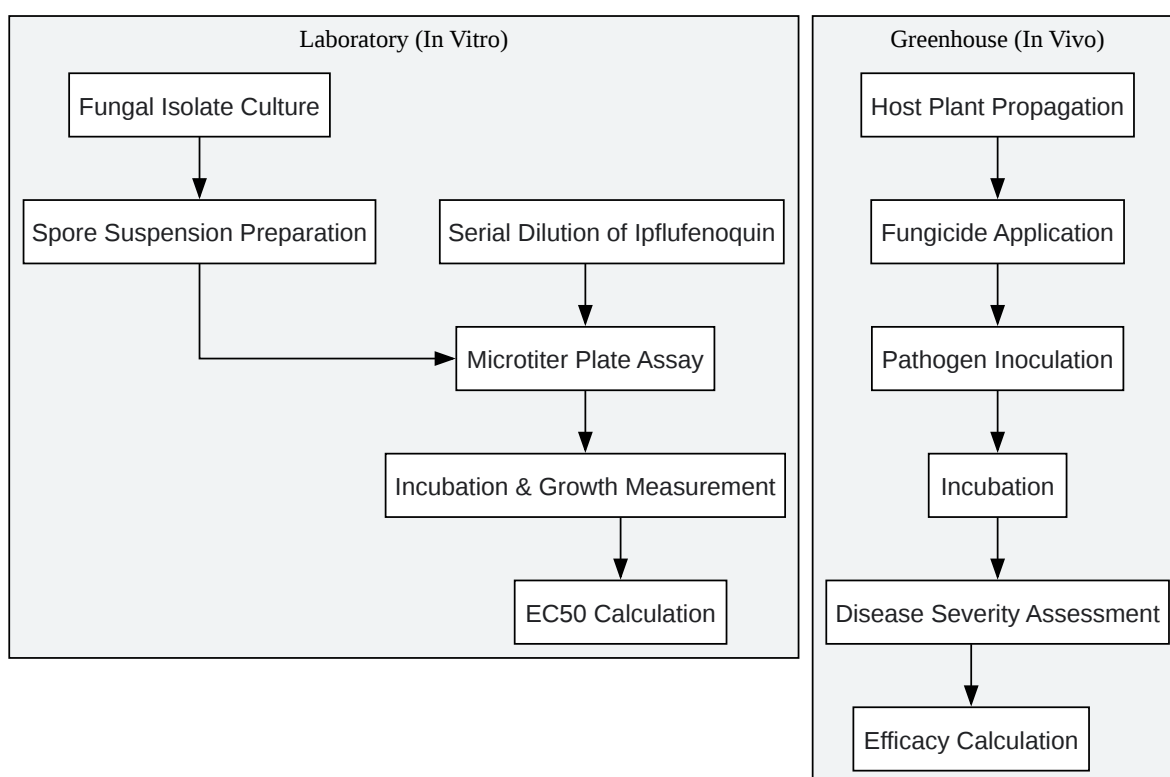 Laboratory (In Vitro)
Fungal Isolate Culture
Spore Suspension Preparation
Serial Dilution of Ipflufenoquin
Microtiter Plate Assay
Incubation & Growth Measurement
EC50 Calculation
Greenhouse (In Vivo)
Host Plant Propagation
Fungicide Application
Pathogen Inoculation
Incubation
Disease Severity Assessment
Efficacy Calculation